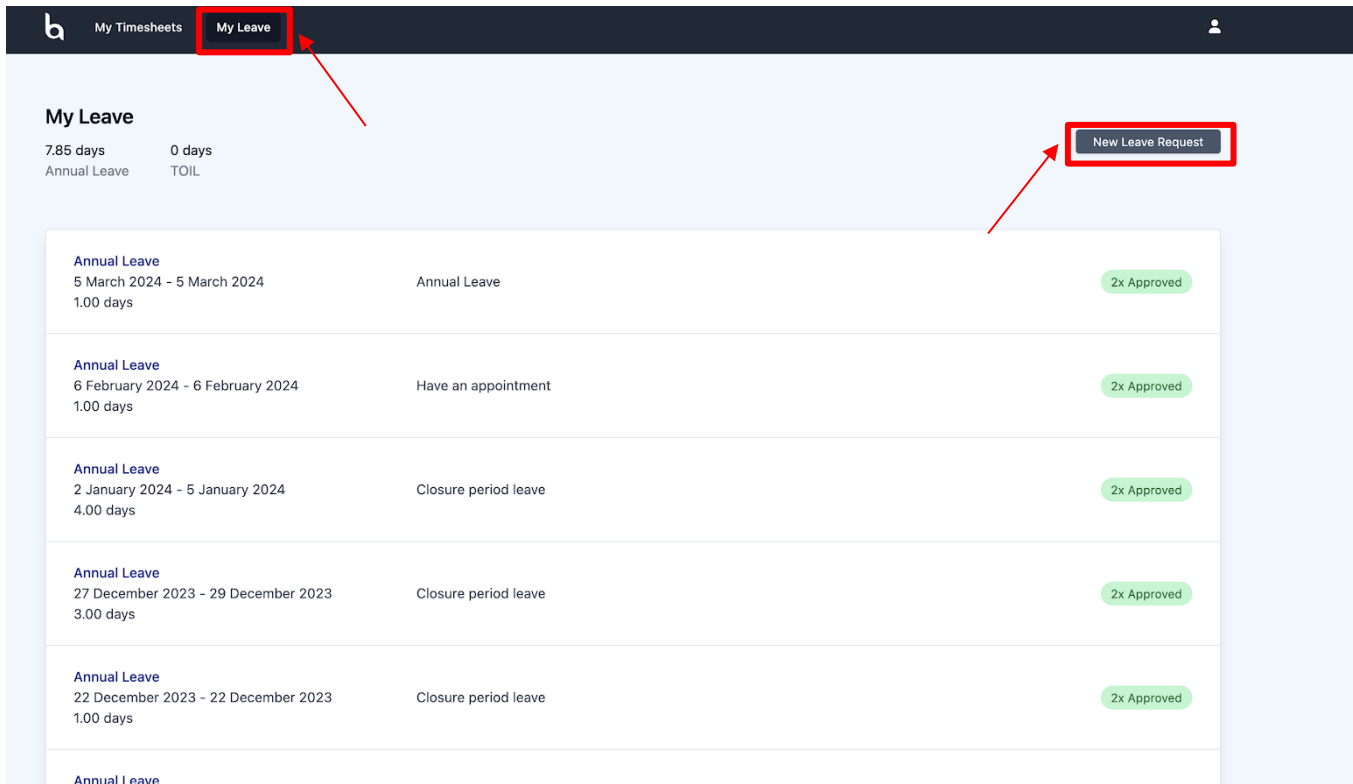 My Timesheets My Leave
My Leave
7.85 days 0 days
Annual Leave TOIL
New Leave Request
Annual Leave
5 March 2024 - 5 March 2024 Annual Leave 2x Approved
1.00 days
Annual Leave
6 February 2024 - 6 February 2024 Have an appointment 2x Approved
1.00 days
Annual Leave
2 January 2024 - 5 January 2024 Closure period leave 2x Approved
4.00 days
Annual Leave
27 December 2023 - 29 December 2023 Closure period leave 2x Approved
3.00 days
Annual Leave
22 December 2023 - 22 December 2023 Closure period leave 2x Approved
1.00 days
Annual Leave